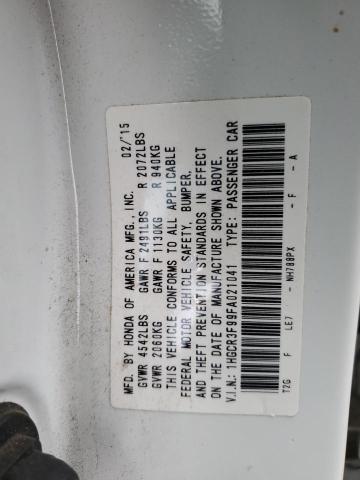 MFD. BY HONDA OF AMERICA MFG., INC. 02/15
GVWR 4542LBS GAWR F 2491LBS R 2072LBS
GVWR 2060KG GAWR F 1130KG R 940KG
THIS VEHICLE CONFORMS TO ALL APPLICABLE
FEDERAL MOTOR VEHICLE SAFETY, BUMPER,
AND THEFT PREVENTION STANDARDS IN EFFECT
ON THE DATE OF MANUFACTURE SHOWN ABOVE.
V.I.N.: 1HGCR3F99FA021041 TYPE: PASSENGER CAR
T2G F LE7 - NH788PX - F - A